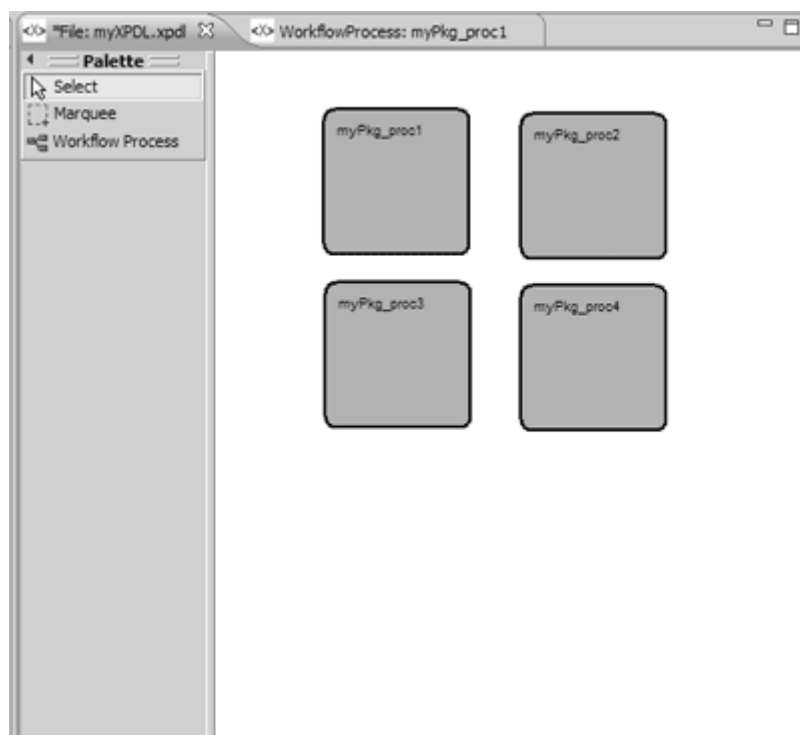 *File: myXPDL.xpdl
WorkflowProcess: myPkg_proc1
Palette
Select
Marquee
Workflow Process
myPkg_proc1
myPkg_proc2
myPkg_proc3
myPkg_proc4